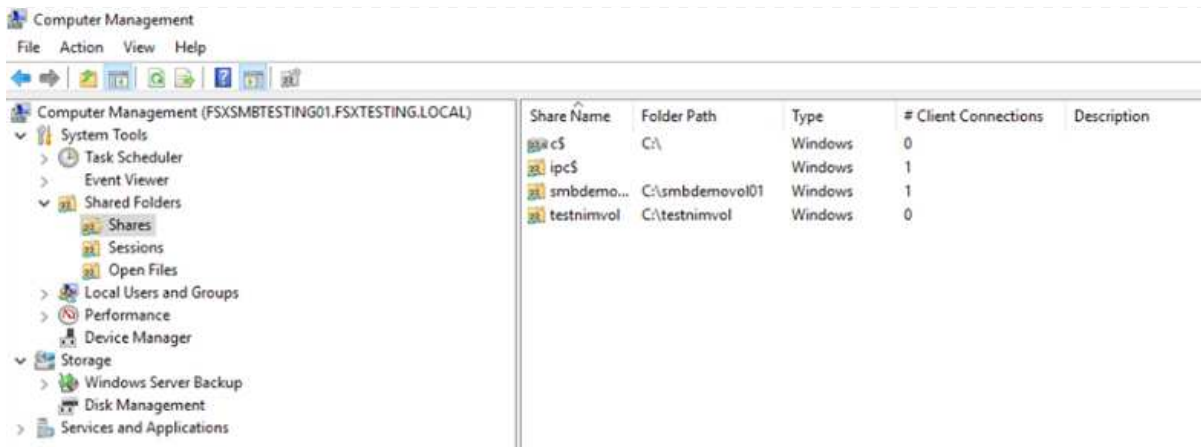 Computer Management
File Action View Help
Computer Management (FSXSMBTESTING01.FSXTESTING.LOCAL)
System Tools
Task Scheduler
Event Viewer
Shared Folders
Shares
Sessions
Open Files
Local Users and Groups
Performance
Device Manager
Storage
Windows Server Backup
Disk Management
Services and Applications
Share Name Folder Path Type # Client Connections Description
c$ C:\ Windows 0
ipc$ Windows 1
smbdemo... C:\smbdemovol01 Windows 1
testnimvol C:\testnimvol Windows 0